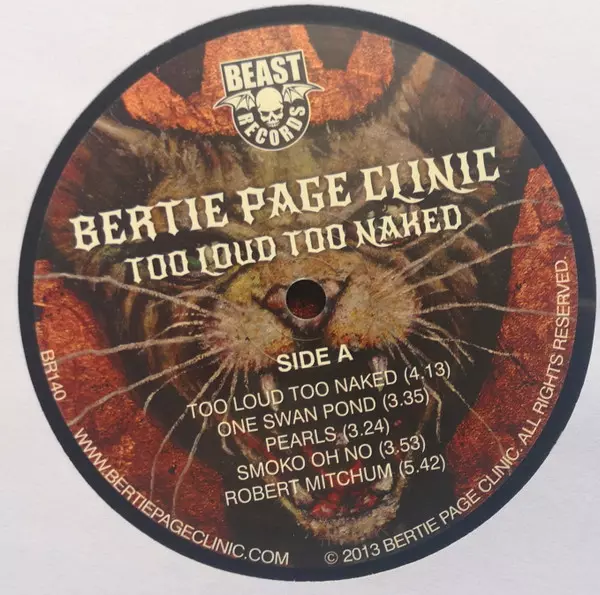 BEAST
RECORDS
BERTIE PAGE CLINIC
TOO LOUD TOO NAKED
SIDE A
TOO LOUD TOO NAKED (4.13)
ONE SWAN POND (3.35)
PEARLS (3.24)
SMOKO OH NO (3.53)
ROBERT MITCHUM (5.42)
BR140
WWW.BERTIEPAGECLINIC.COM
© 2013 BERTIE PAGE CLINIC. ALL RIGHTS RESERVED.